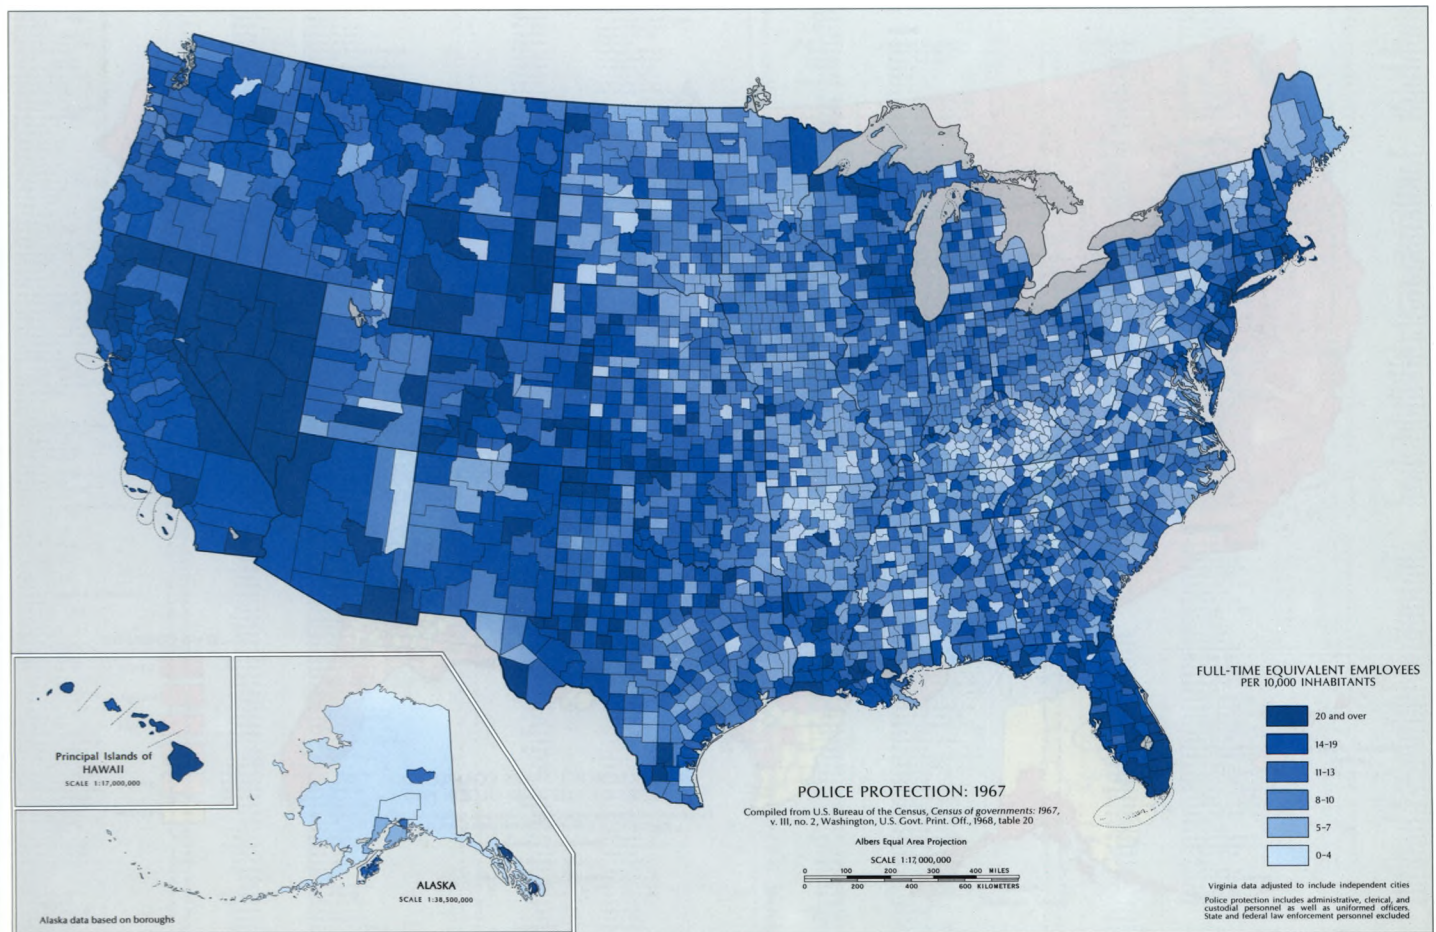 FULL-TIME EQUIVALENT EMPLOYEES
PER 10,000 INHABITANTS
20 and over
14-19
11-13
8-10
5-7
0-4
Principal Islands of
HAWAII
SCALE 1:17,000,000
POLICE PROTECTION: 1967
Compiled from U.S. Bureau of the Census, Census of governments: 1967,
v. III, no. 2, Washington, U.S. Govt. Print. Off., 1968, table 20
Albers Equal Area Projection
SCALE 1:17,000,000
0 100 200 300 400 MILES
0 200 400 600 KILOMETERS
ALASKA
SCALE 1:38,500,000
Alaska data based on boroughs
Virginia data adjusted to include independent cities
Police protection includes administrative, clerical, and
custodial personnel as well as uniformed officers.
State and federal law enforcement personnel excluded